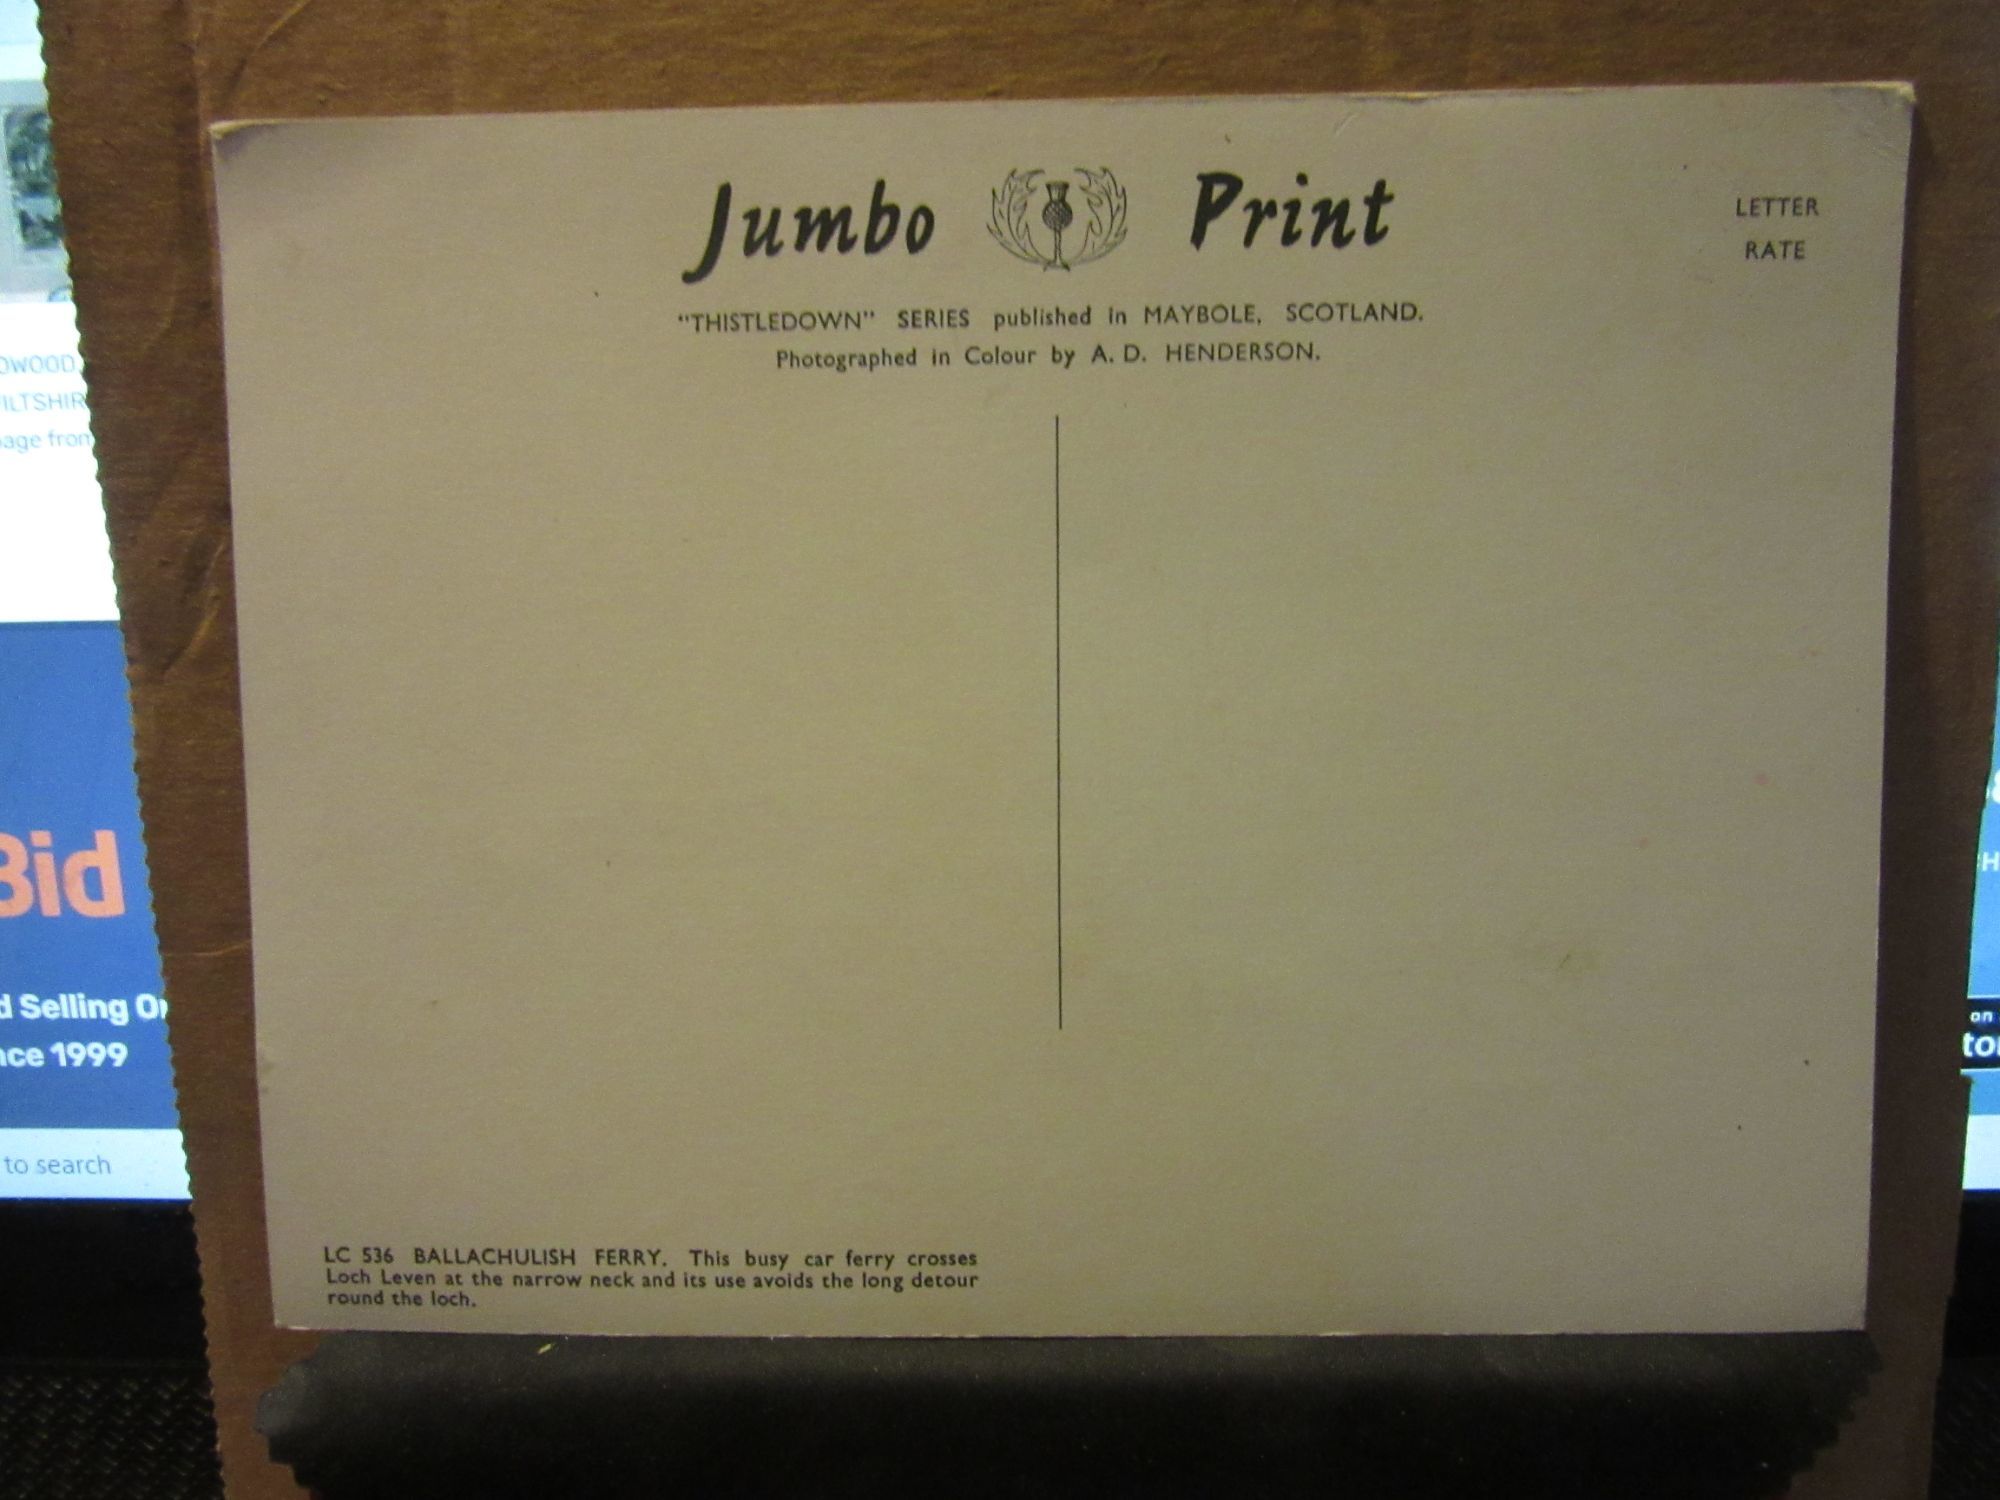 Jumbo Print
LETTER
RATE
"THISTLEDOWN" SERIES published in MAYBOLE, SCOTLAND.
Photographed in Colour by A. D. HENDERSON.
LC 536 BALLACHULISH FERRY. This busy car ferry crosses
Loch Leven at the narrow neck and its use avoids the long detour
round the loch.
Bid
Selling
1999
to search
on